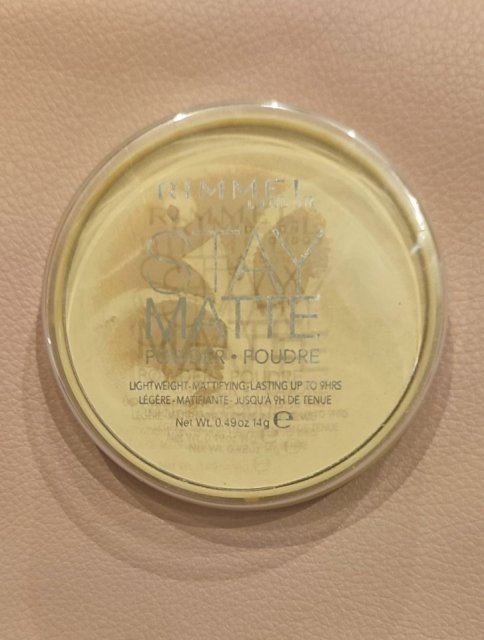 RIMMEL
LONDON
STAY
MATTE
POWDER • POUDRE
LIGHTWEIGHT • MATTIFYING • LASTING UP TO 9HRS
LÉGÈRE • MATIFIANTE • JUSQU'À 9H DE TENUE
Net Wt. 0.49oz 14g ℮